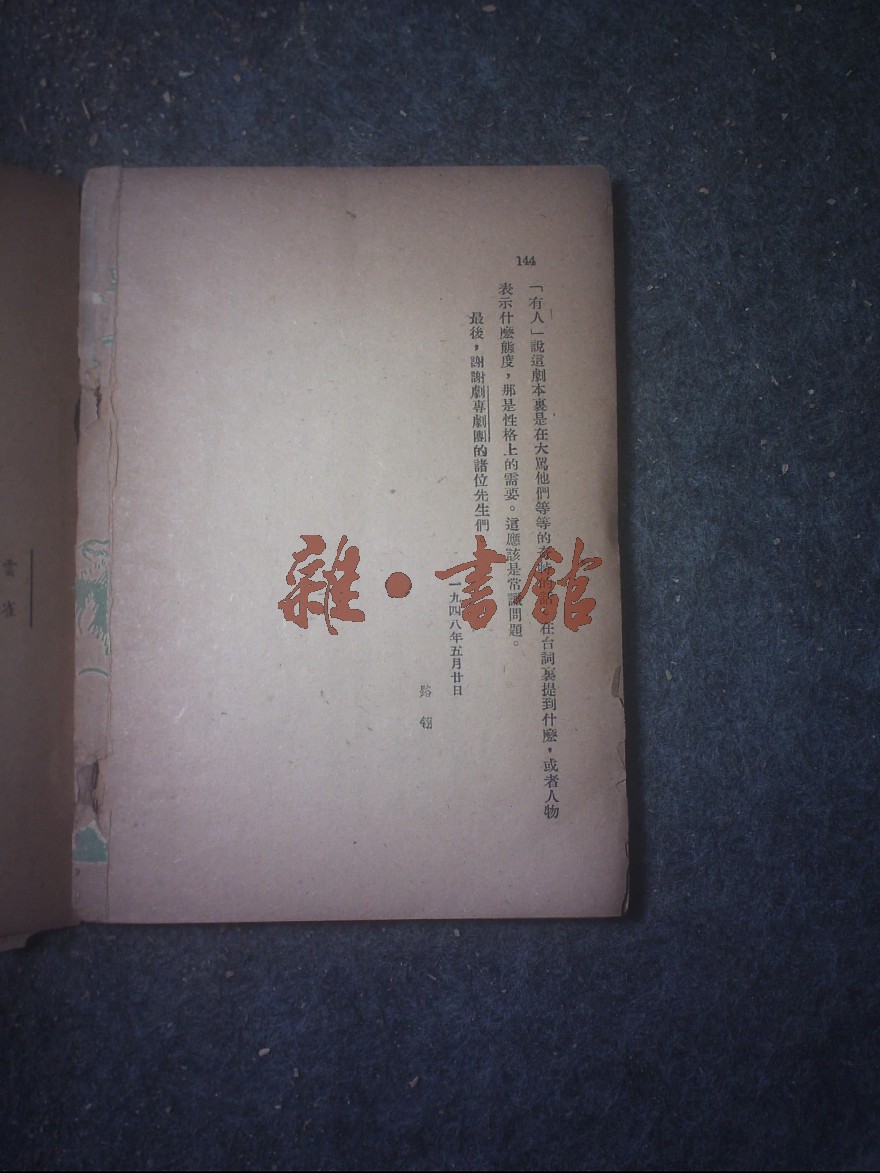 144
「有人」說這劇本裏是在大罵他們等等的 在台詞裏提到什麼，或者人物
表示什麼態度，那是性格上的需要。這應該是常識問題。
最後，謝謝劇專劇團的諸位先生們
一九四八年五月廿日
路翎
雲雀
雜·書館